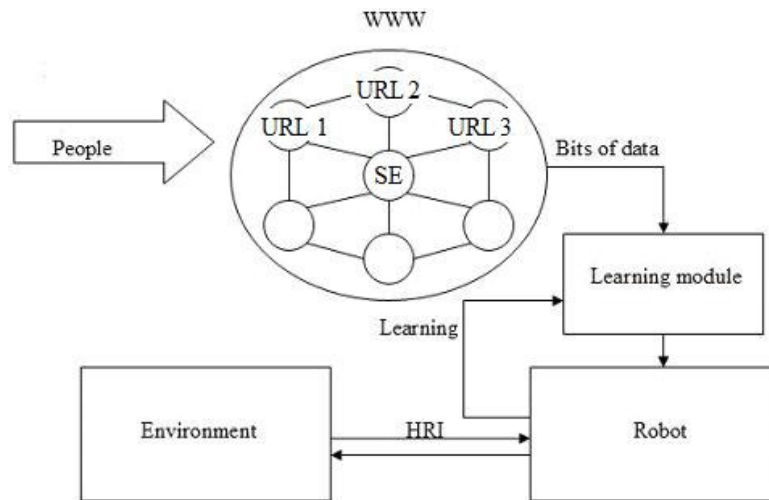 WWW
URL 2
URL 1
URL 3
People
SE
Bits of data
Learning module
Learning
Environment
HRI
Robot